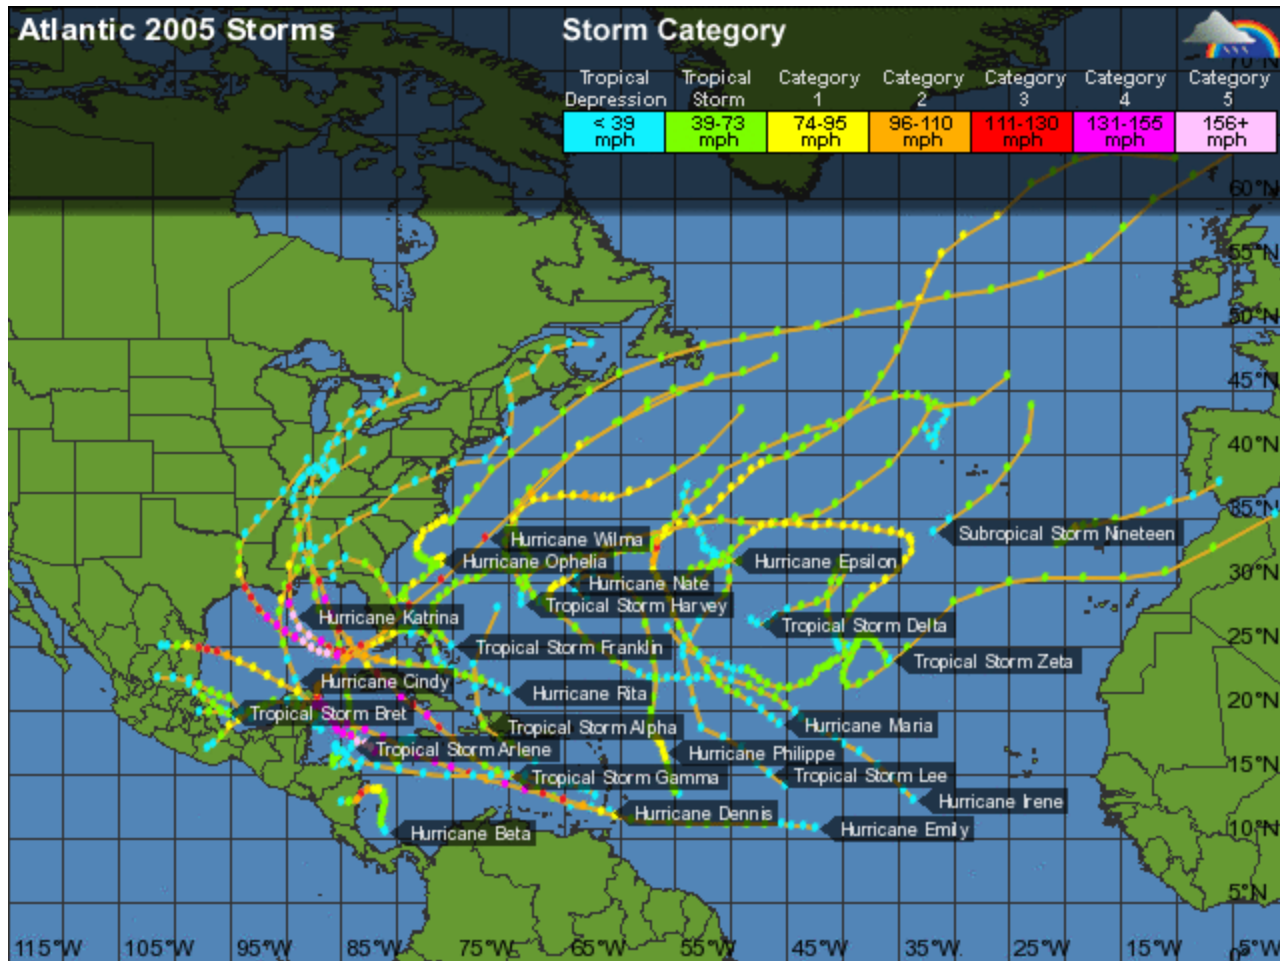 Atlantic 2005 Storms
Storm Category
Tropical Depression
Tropical Storm
Category 1
Category 2
Category 3
Category 4
Category 5
< 39 mph
39-73 mph
74-95 mph
96-110 mph
111-130 mph
131-155 mph
156+ mph
70°N
60°N
55°N
50°N
45°N
40°N
35°N
30°N
25°N
20°N
15°N
10°N
5°N
0°
Hurricane Wilma
Subropical Storm Nineteen
Hurricane Ophelia
Hurricane Epsilon
Hurricane Nate
Tropical Storm Harvey
Hurricane Katrina
Tropical Storm Delta
Tropical Storm Franklin
Tropical Storm Zeta
Hurricane Cindy
Hurricane Rita
Tropical Storm Bret
Tropical Storm Alpha
Hurricane Maria
Tropical Storm Arlene
Hurricane Philippe
Tropical Storm Gamma
Tropical Storm Lee
Hurricane Irene
Hurricane Dennis
Hurricane Beta
Hurricane Emily
115°W 105°W 95°W 85°W 75°W 65°W 55°W 45°W 35°W 25°W 15°W 5°W